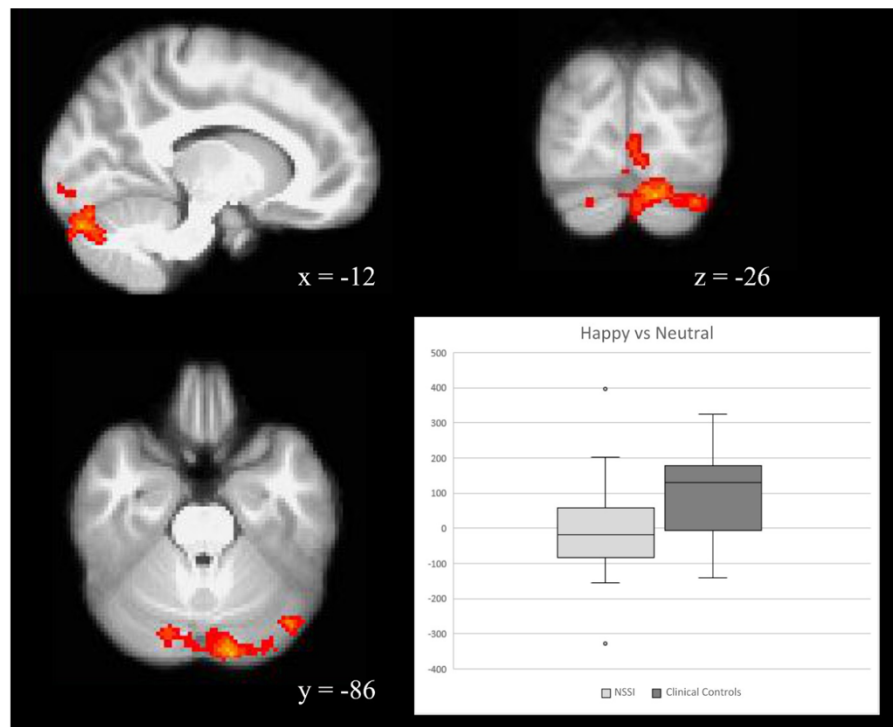 x = -12
z = -26
y = -86
Happy vs Neutral
500
400
300
200
100
0
-100
-200
-300
-400
NSSI Clinical Controls